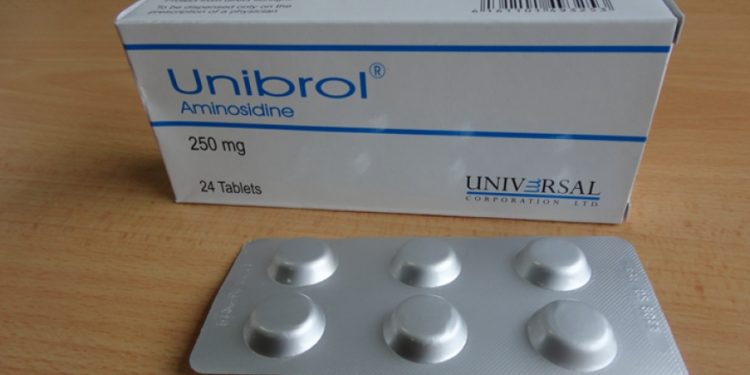 To be dispensed only on the
prescription of a physician
Unibrol®
Aminosidine
250 mg
24 Tablets
UNIVERSAL
CORPORATION LTD